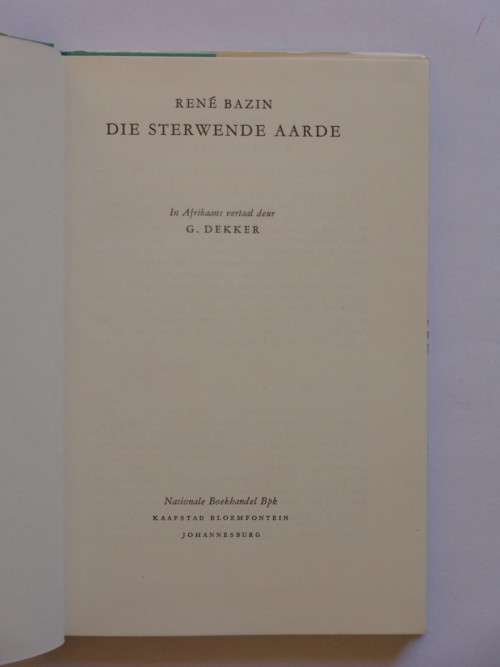 RENÉ BAZIN
DIE STERWENDE AARDE
In Afrikaans vertaal deur
G. DEKKER
Nasionale Boekhandel Bpk
KAAPSTAD BLOEMFONTEIN
JOHANNESBURG